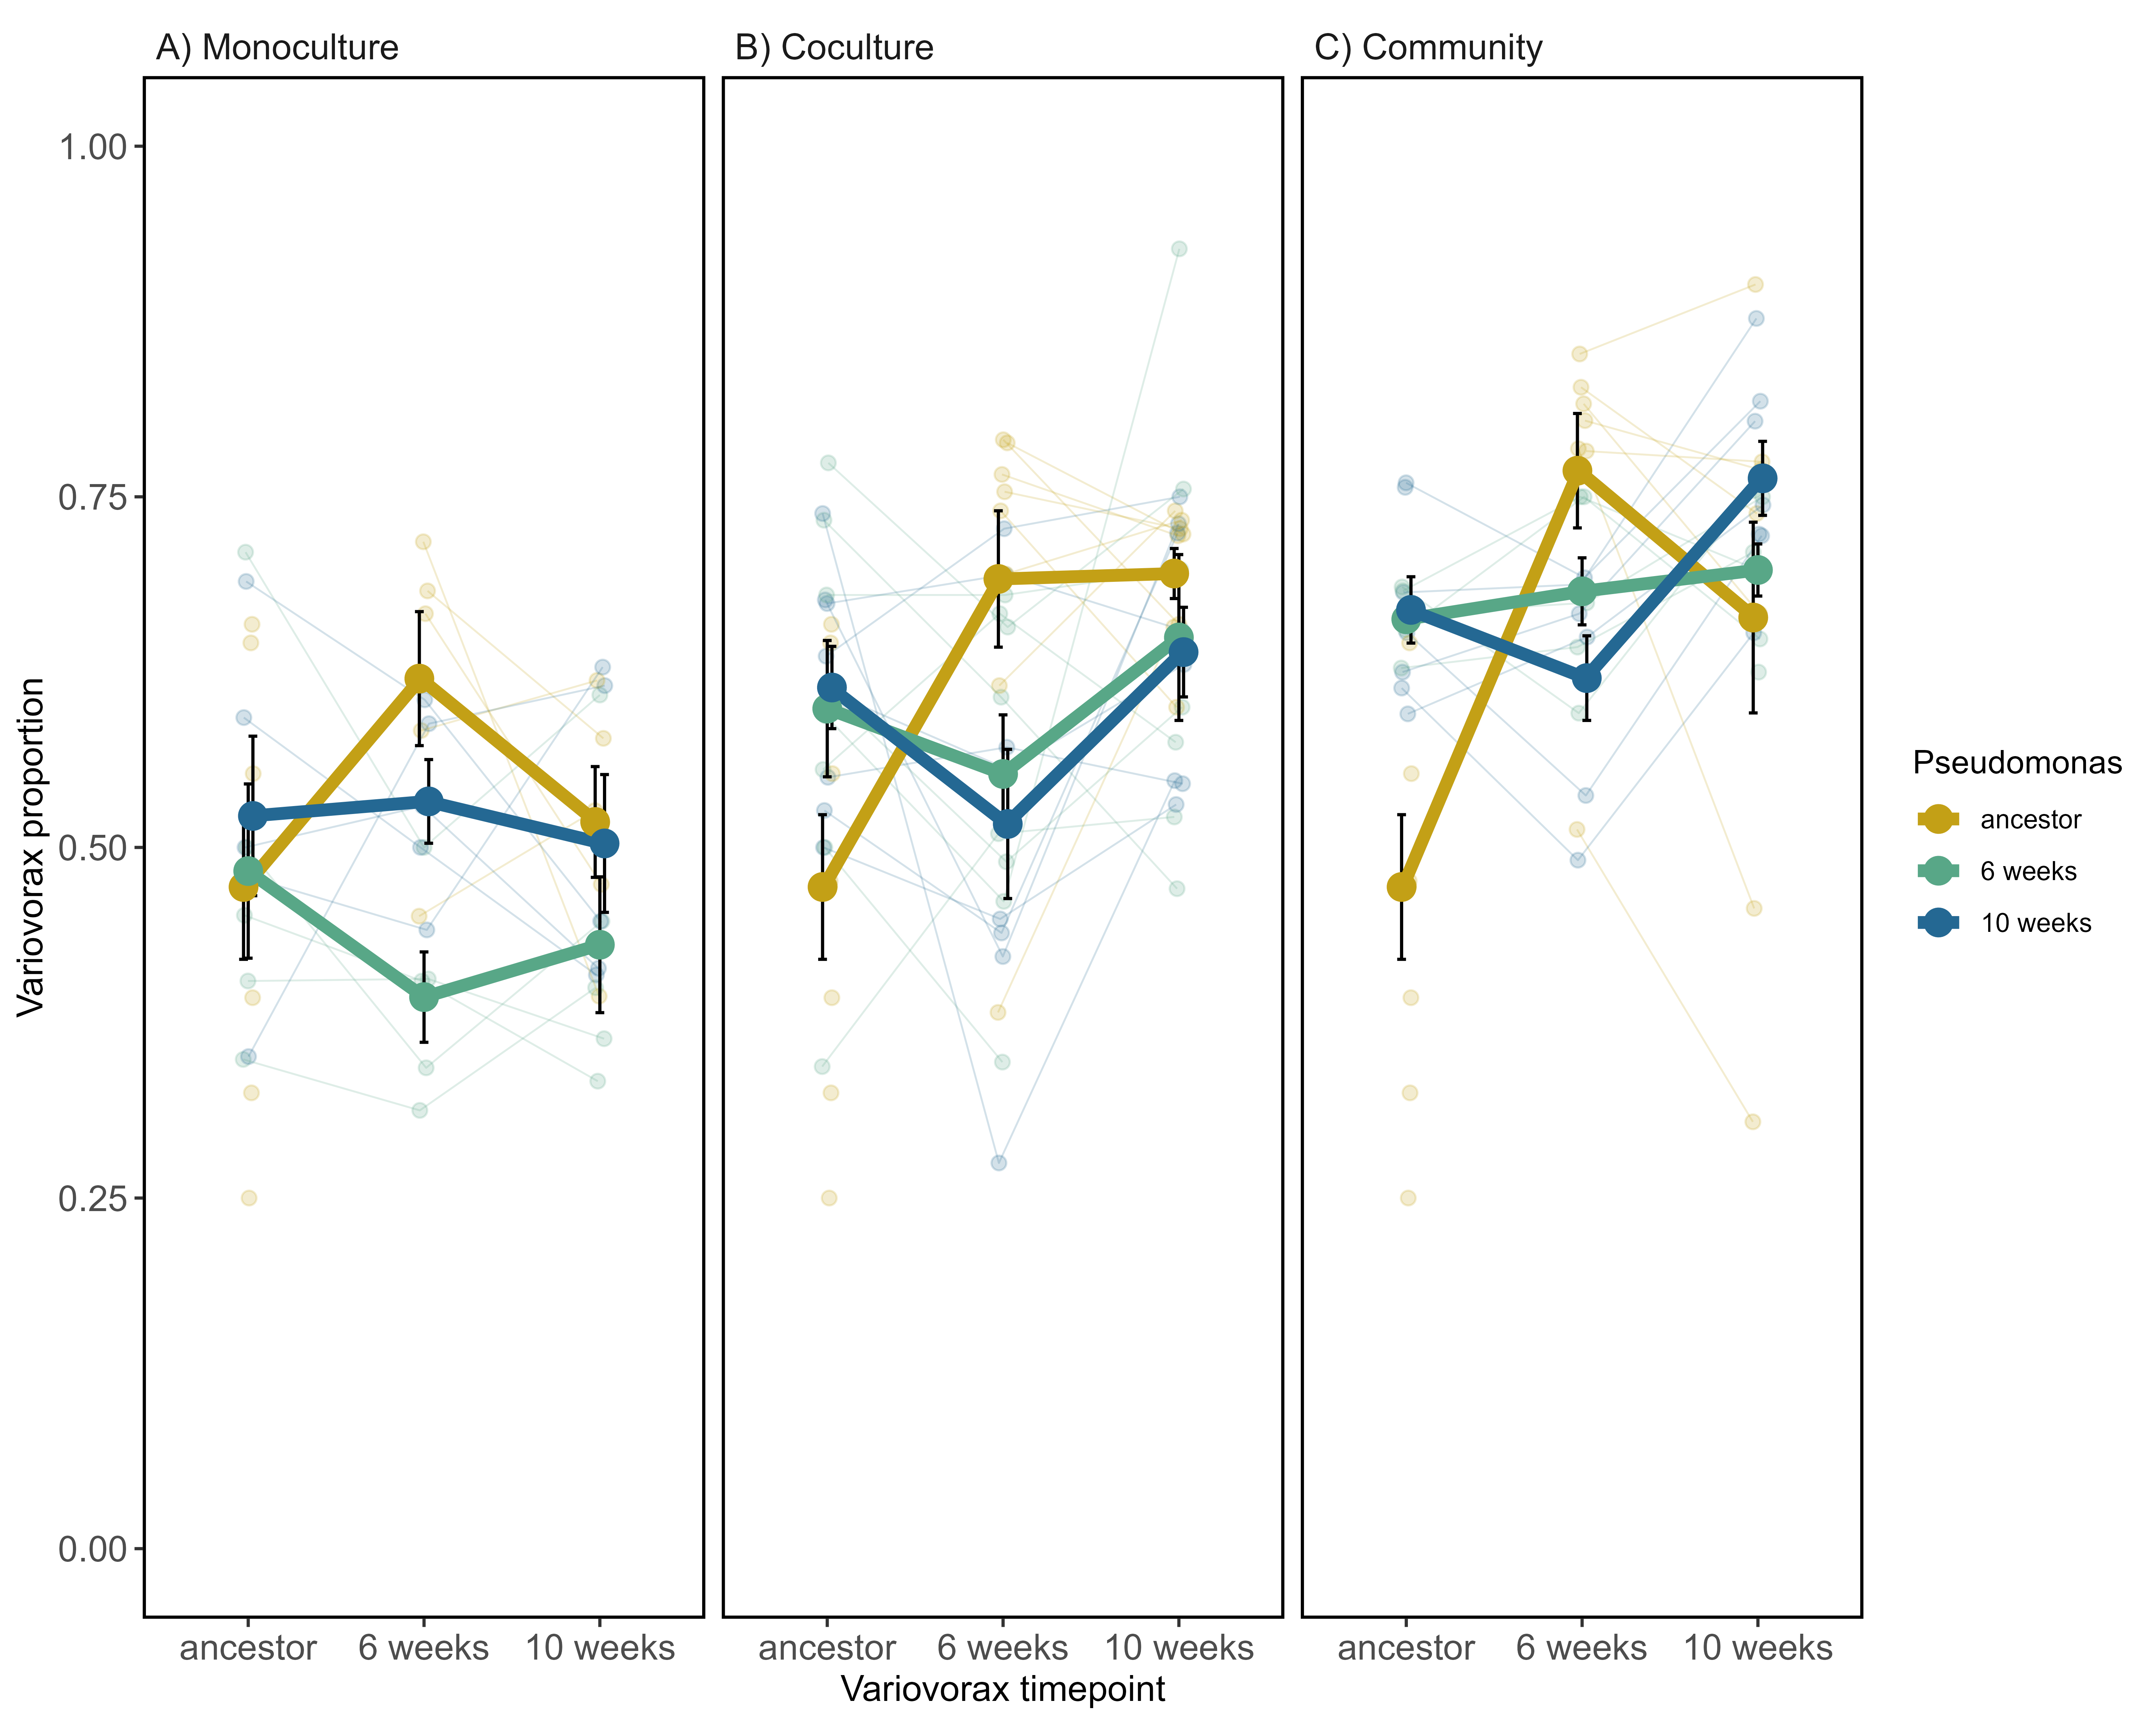 A) Monoculture
B) Coculture
C) Community
1.00
0.75
0.50
0.25
0.00
Variovorax proportion
ancestor 6 weeks 10 weeks
ancestor 6 weeks 10 weeks
ancestor 6 weeks 10 weeks
Variovorax timepoint
Pseudomonas
ancestor
6 weeks
10 weeks